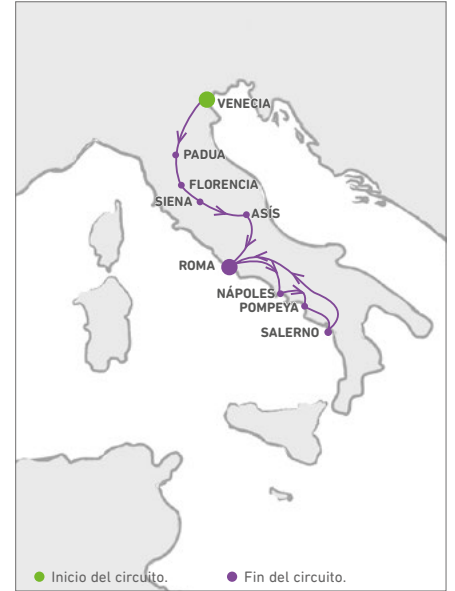 VENECIA
PADUA
FLORENCIA
SIENA
ASÍS
ROMA
NÁPOLES
POMPEYA
SALERNO
Inicio del circuito.
Fin del circuito.